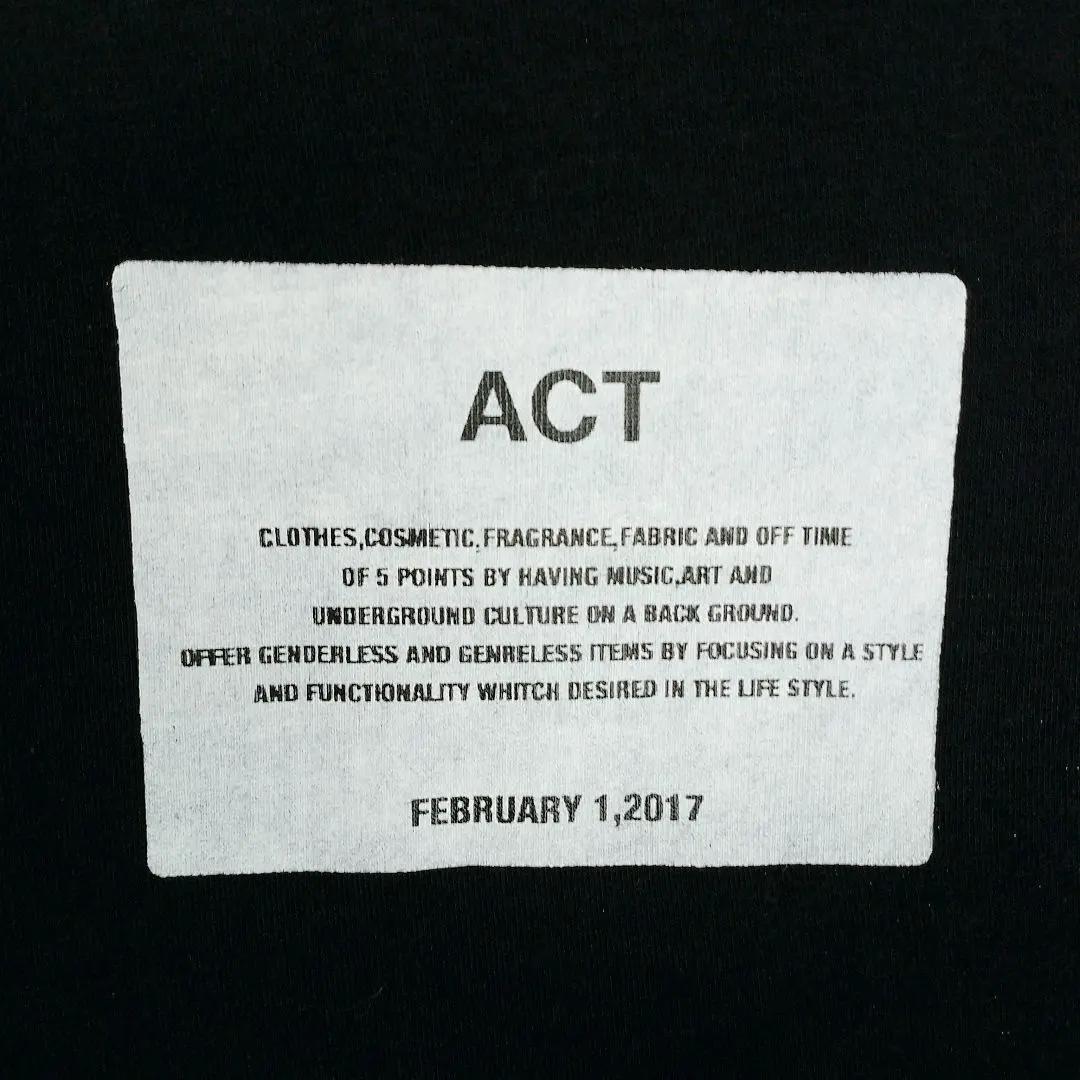 ACT
CLOTHES,COSMETIC,FRAGRANCE,FABRIC AND OFF TIME
OF 5 POINTS BY HAVING MUSIC,ART AND
UNDERGROUND CULTURE ON A BACK GROUND.
OFFER GENDERLESS AND GENRELESS ITEMS BY FOCUSING ON A STYLE
AND FUNCTIONALITY WHITCH DESIRED IN THE LIFE STYLE.
FEBRUARY 1,2017